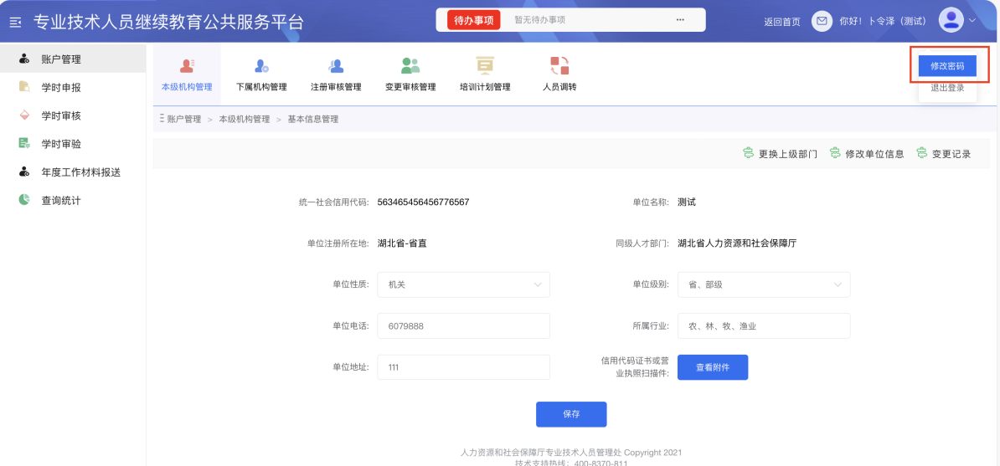 专业技术人员继续教育公共服务平台
待办事项 暂无待办事项 ···
返回首页 你好！卜令泽（测试）
账户管理
学时申报
学时审核
学时审验
年度工作材料报送
查询统计
本级机构管理 下属机构管理 注册审核管理 变更审核管理 培训计划管理 人员调转
修改密码
退出登录
账户管理 > 本级机构管理 > 基本信息管理
更换上级部门 修改单位信息 变更记录
统一社会信用代码: 563465456456776567 单位名称: 测试
单位注册所在地: 湖北省-省直 同级人才部门: 湖北省人力资源和社会保障厅
单位性质: 机关 单位级别: 省、部级
单位电话: 6079888 所属行业: 农、林、牧、渔业
单位地址: 111 信用代码证书或营
业执照扫描件: 查看附件
保存
人力资源和社会保障厅专业技术人员管理处 Copyright 2021
技术支持热线：400-8370-811